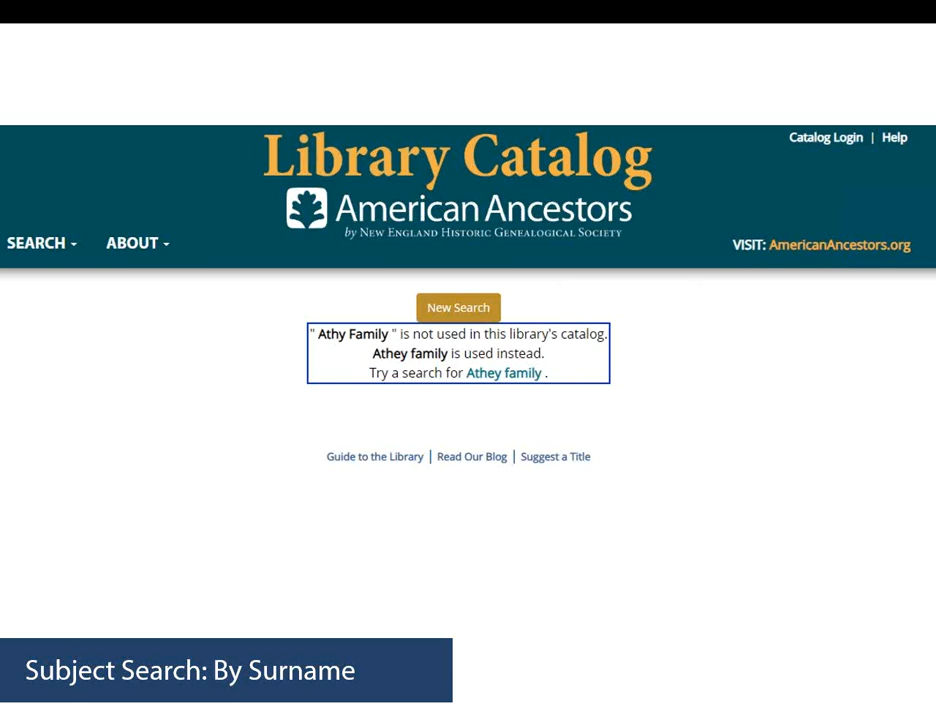 Library Catalog
Catalog Login | Help
American Ancestors
by NEW ENGLAND HISTORIC GENEALOGICAL SOCIETY
SEARCH ABOUT
VISIT: AmericanAncestors.org
New Search
" Athy Family " is not used in this library's catalog.
Athey family is used instead.
Try a search for Athey family .
Guide to the Library | Read Our Blog | Suggest a Title
Subject Search: By Surname